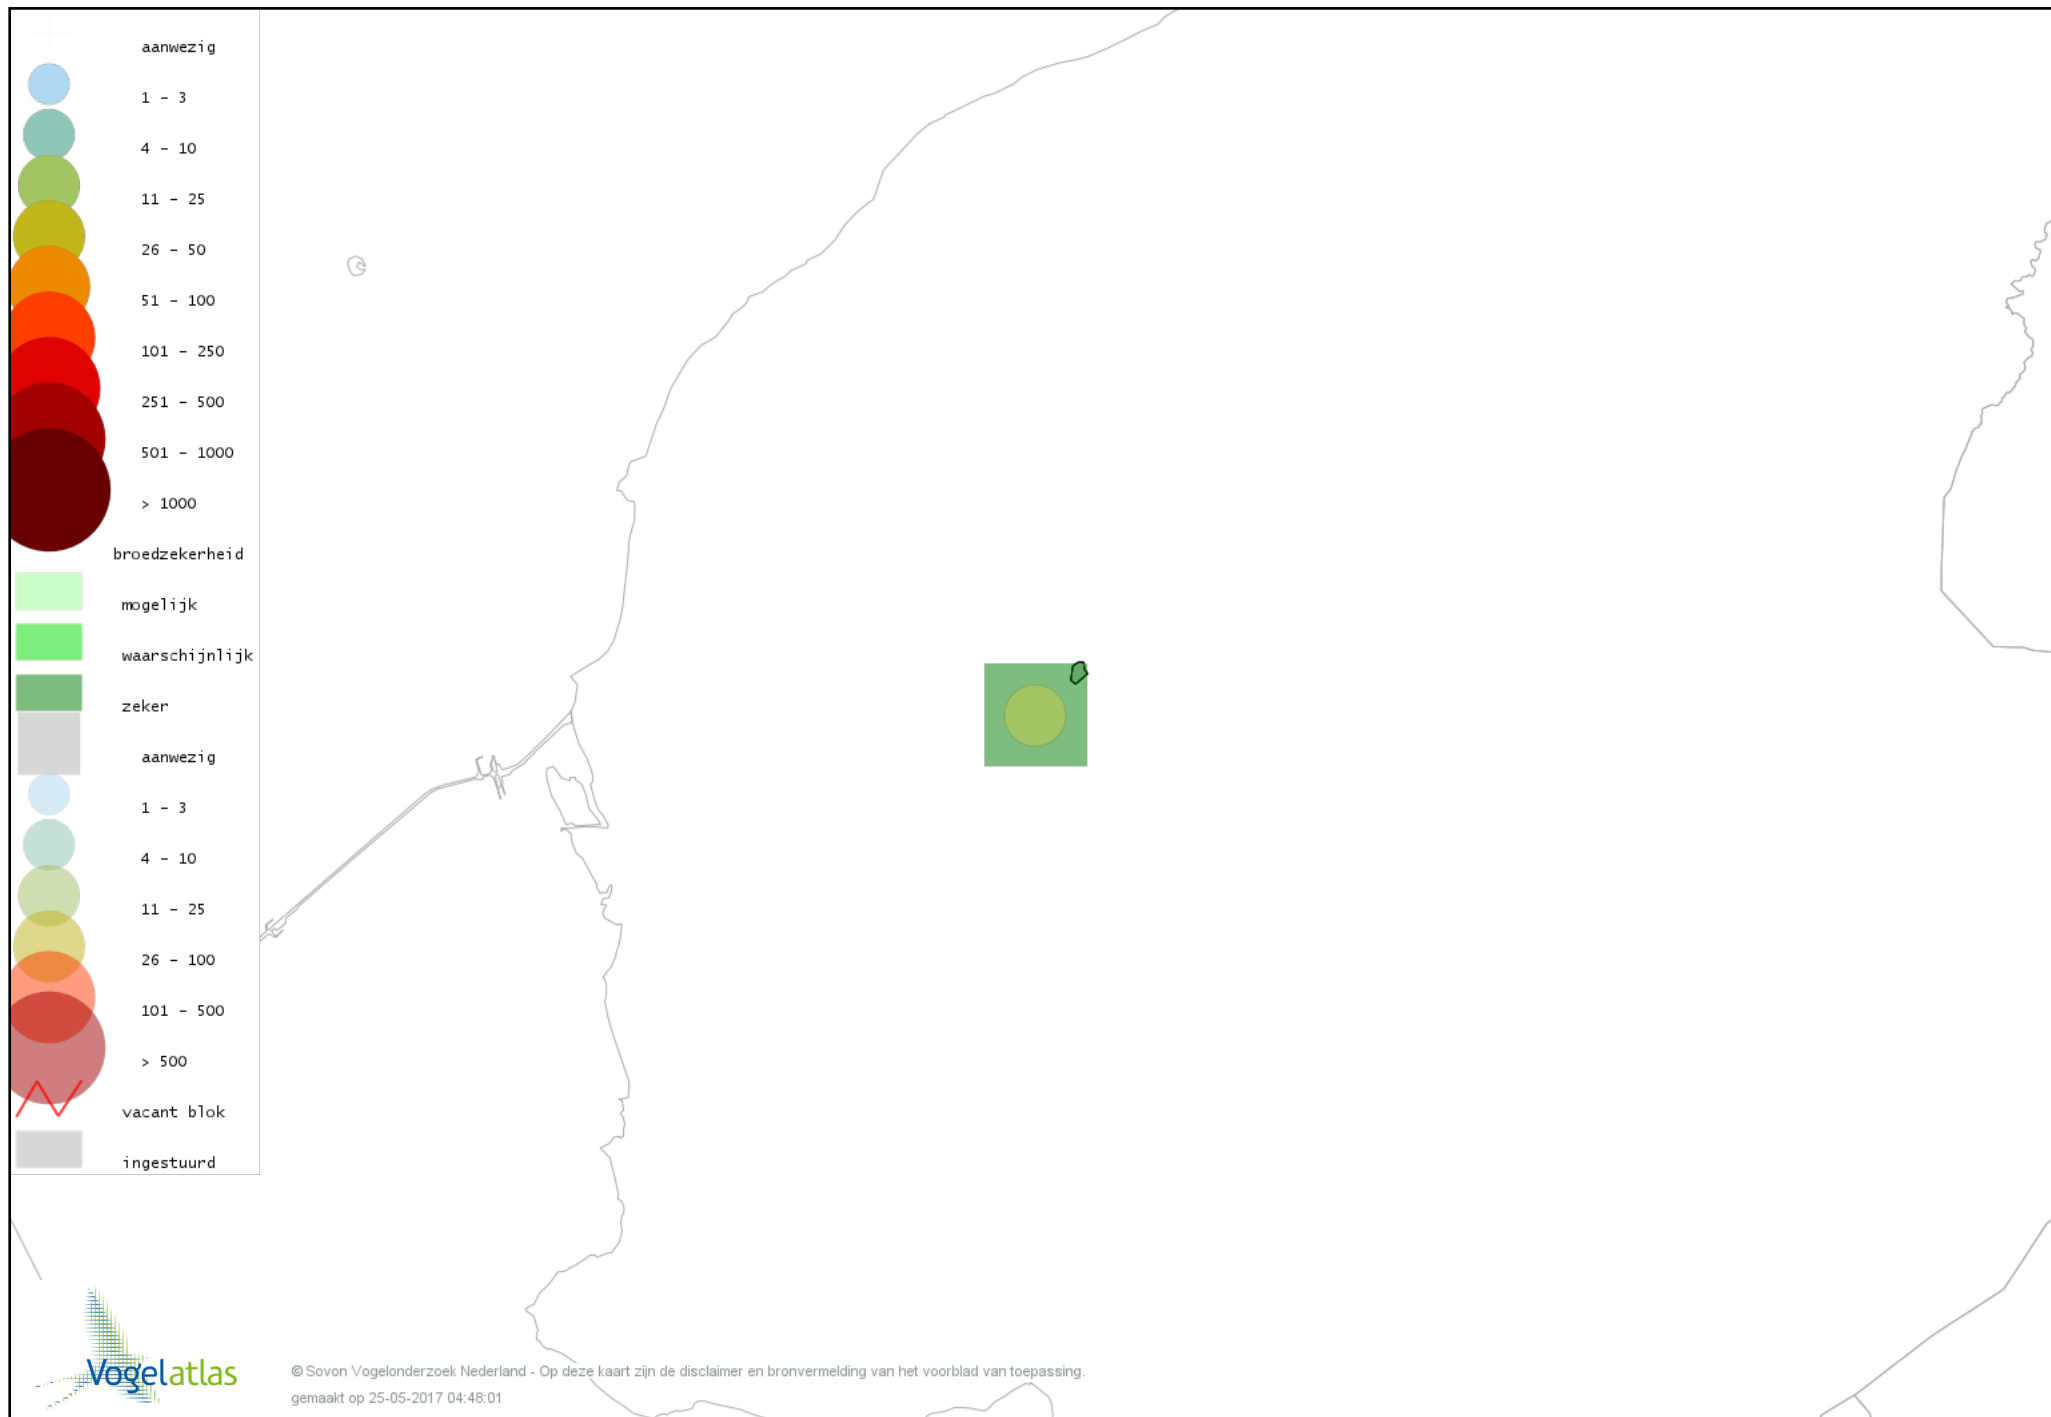 aanwezig
1 - 3
4 - 10
11 - 25
26 - 50
51 - 100
101 - 250
251 - 500
501 - 1000
> 1000
broedzekerheid
mogelijk
waarschijnlijk
zeker
aanwezig
1 - 3
4 - 10
11 - 25
26 - 100
101 - 500
> 500
vacant blok
ingestuurd
Vogelatlas
© Sovon Vogelonderzoek Nederland - Op deze kaart zijn de disclaimer en bronvermelding van het voorblad van toepassing.
gemaakt op 25-05-2017 04:48:01